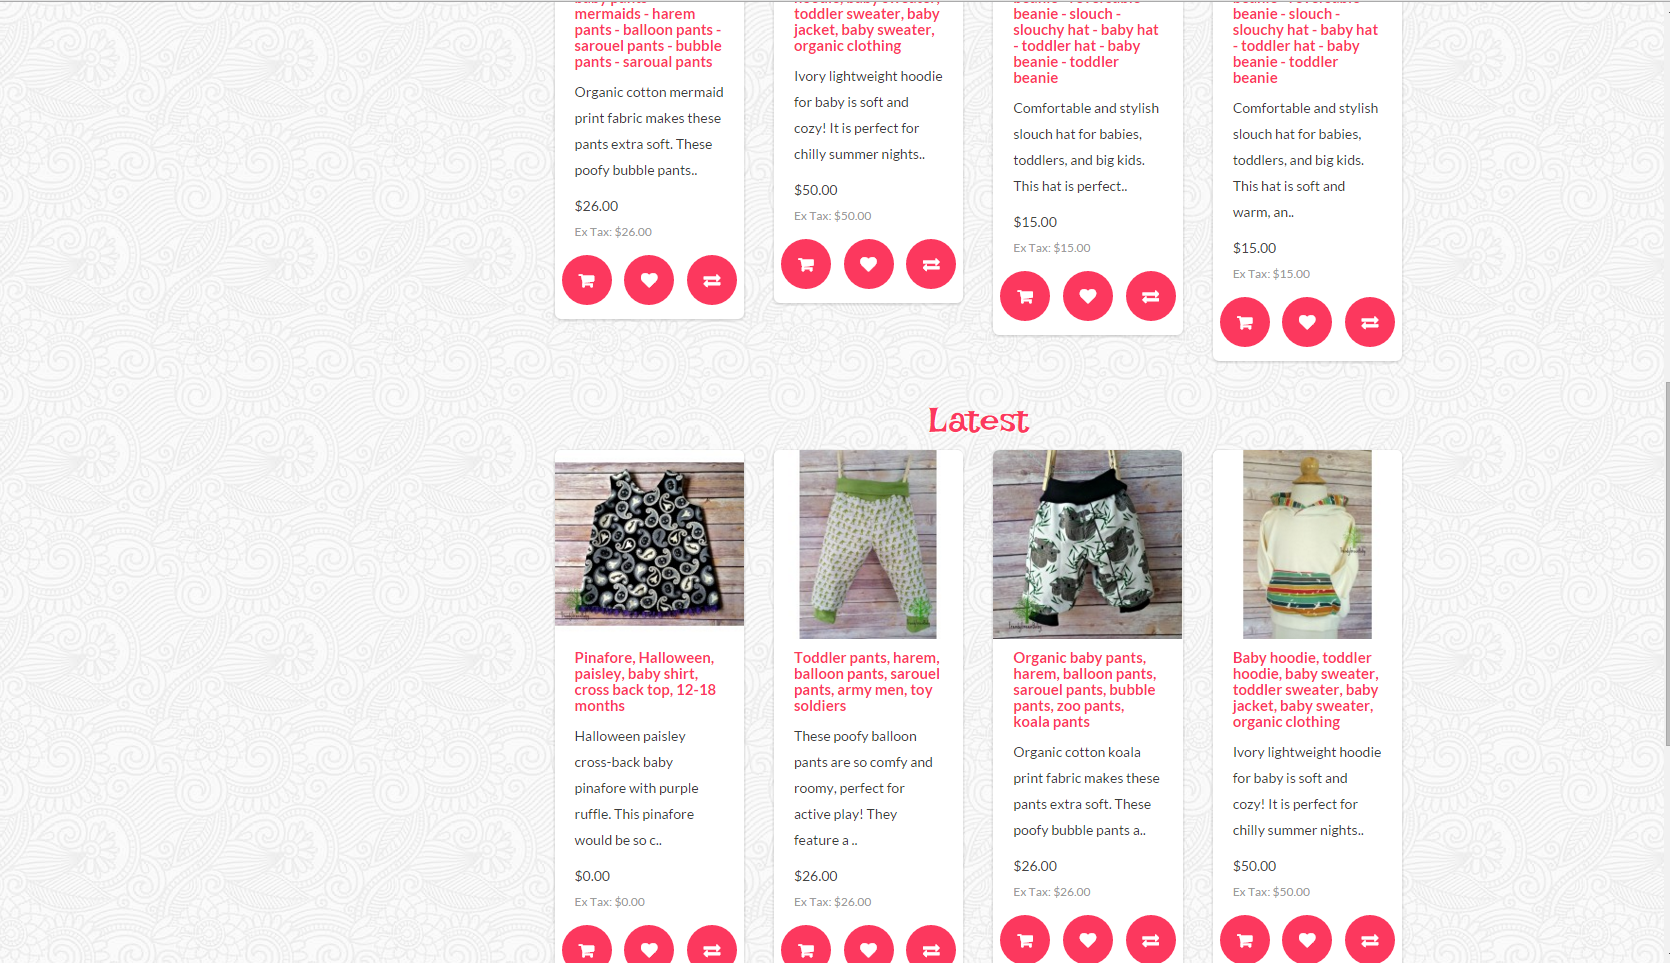 mermaids - harem
pants - balloon pants -
sarouel pants - bubble
pants - saroual pants
Organic cotton mermaid
print fabric makes these
pants extra soft. These
poofy bubble pants..
$26.00
Ex Tax: $26.00
hoodie, baby sweater,
toddler sweater, baby
jacket, baby sweater,
organic clothing
Ivory lightweight hoodie
for baby is soft and
cozy! It is perfect for
chilly summer nights..
$50.00
Ex Tax: $50.00
beanie - slouch -
slouchy hat - baby hat
- toddler hat - baby
beanie - toddler
beanie
Comfortable and stylish
slouch hat for babies,
toddlers, and big kids.
This hat is perfect..
$15.00
Ex Tax: $15.00
beanie - slouch -
slouchy hat - baby hat
- toddler hat - baby
beanie - toddler
beanie
Comfortable and stylish
slouch hat for babies,
toddlers, and big kids.
This hat is soft and
warm, an..
$15.00
Ex Tax: $15.00
Latest
Pinafore, Halloween,
paisley, baby shirt,
cross back top, 12-18
months
Halloween paisley
cross-back baby
pinafore with purple
ruffle. This pinafore
would be so c..
$0.00
Ex Tax: $0.00
Toddler pants, harem,
balloon pants, sarouel
pants, army men, toy
soldiers
These poofy balloon
pants are so comfy and
roomy, perfect for
active play! They
feature a ..
$26.00
Ex Tax: $26.00
Organic baby pants,
harem, balloon pants,
sarouel pants, bubble
pants, zoo pants,
koala pants
Organic cotton koala
print fabric makes these
pants extra soft. These
poofy bubble pants a..
$26.00
Ex Tax: $26.00
Baby hoodie, toddler
hoodie, baby sweater,
toddler sweater, baby
jacket, baby sweater,
organic clothing
Ivory lightweight hoodie
for baby is soft and
cozy! It is perfect for
chilly summer nights..
$50.00
Ex Tax: $50.00